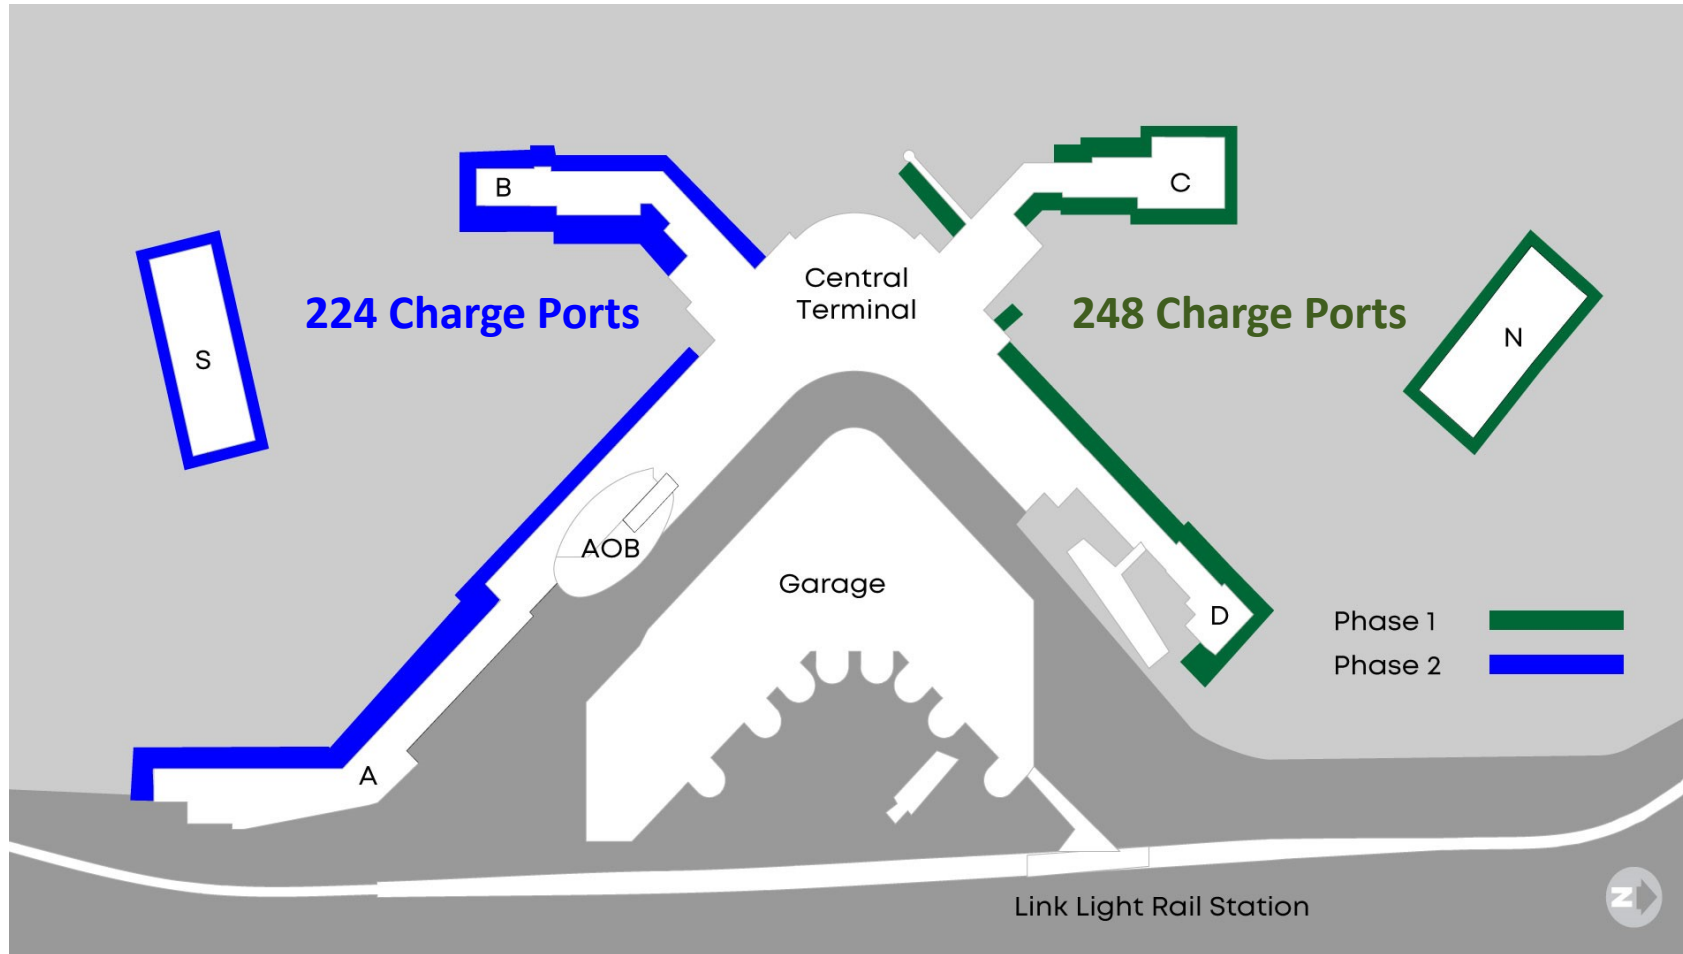 B
C
Central
Terminal
224 Charge Ports
248 Charge Ports
S
N
AOB
Garage
D
Phase 1
Phase 2
A
Link Light Rail Station
N